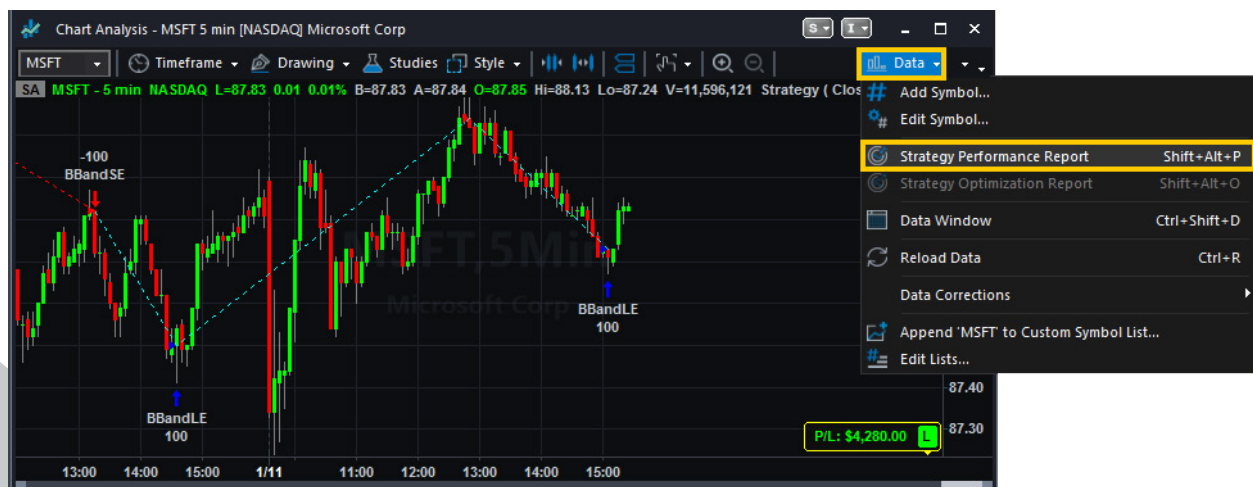 Chart Analysis - MSFT 5 min [NASDAQ] Microsoft Corp
S I
MSFT Timeframe Drawing Studies Style Data
SA MSFT - 5 min NASDAQ L=87.83 0.01 0.01% B=87.83 A=87.84 O=87.85 Hi=88.13 Lo=87.24 V=11,596,121 Strategy ( Clos
Add Symbol...
Edit Symbol...
Strategy Performance Report Shift+Alt+P
Strategy Optimization Report Shift+Alt+O
Data Window Ctrl+Shift+D
Reload Data Ctrl+R
Data Corrections
Append 'MSFT' to Custom Symbol List...
Edit Lists...
-100
BBandSE
MSFT,5Min
Microsoft Corp
BBandLE
100
BBandLE
100
87.40
87.30
P/L: $4,280.00 L
13:00 14:00 15:00 1/11 11:00 12:00 13:00 14:00 15:00